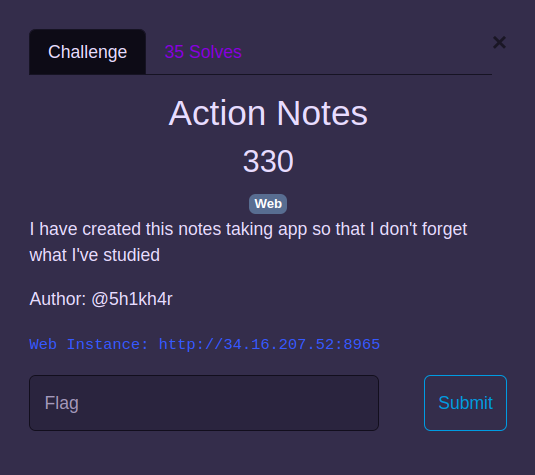 Challenge
35 Solves
×
Action Notes
330
Web
I have created this notes taking app so that I don't forget
what I've studied
Author: @5h1kh4r
Web Instance: http://34.16.207.52:8965
Flag
Submit